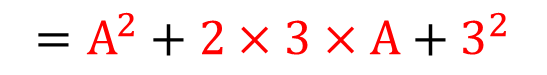 = A² + 2 × 3 × A + 3²